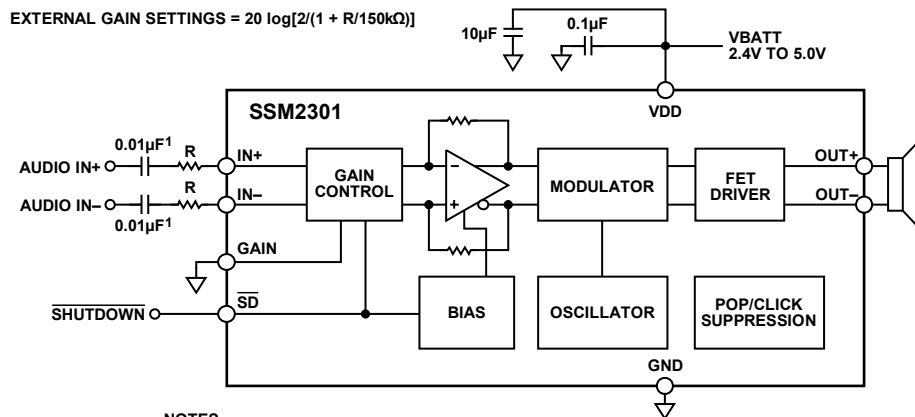 EXTERNAL GAIN SETTINGS = 20 log[2/(1 + R/150kΩ)]
10µF
0.1µF
VBATT
2.4V TO 5.0V
VDD
SSM2301
0.01µF1
AUDIO IN+
R
IN+
AUDIO IN–
R
IN–
0.01µF1
GAIN
CONTROL
–
+
MODULATOR
FET
DRIVER
OUT+
OUT–
GAIN
SHUTDOWN
SD
BIAS
OSCILLATOR
POP/CLICK
SUPPRESSION
GND